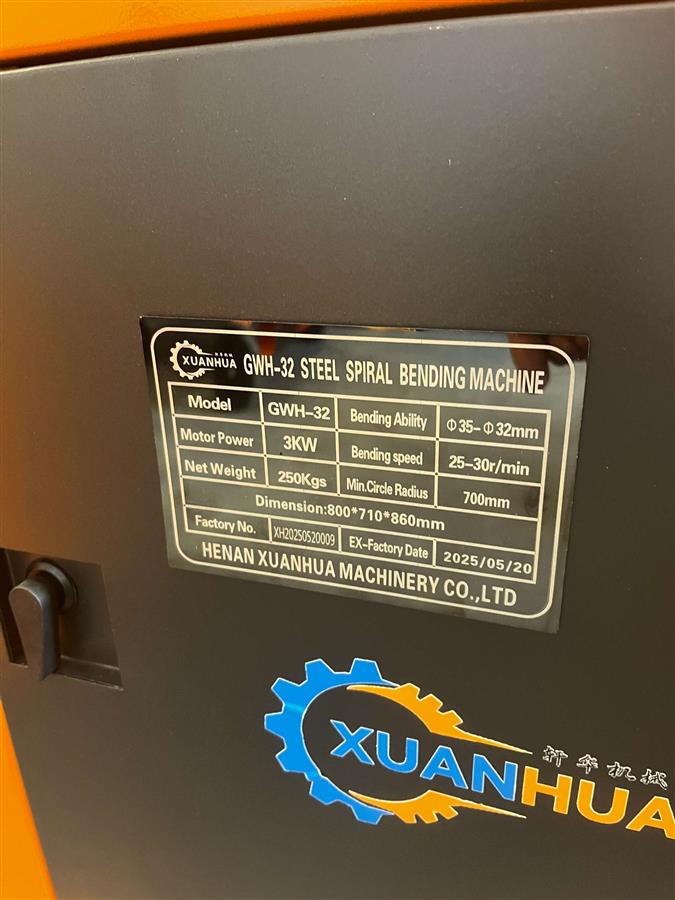 XUANHUA GWH-32 STEEL SPIRAL BENDING MACHINE
Model GWH-32 Bending Ability Φ35-Φ32mm
Motor Power 3KW Bending speed 25-30r/min
Net Weight 250Kgs Min.Circle Radius 700mm
Dimension:800*710*860mm
Factory No. XH20250520009 EX-Factory Date 2025/05/20
HENAN XUANHUA MACHINERY CO.,LTD
轩华机械
XUANHUA